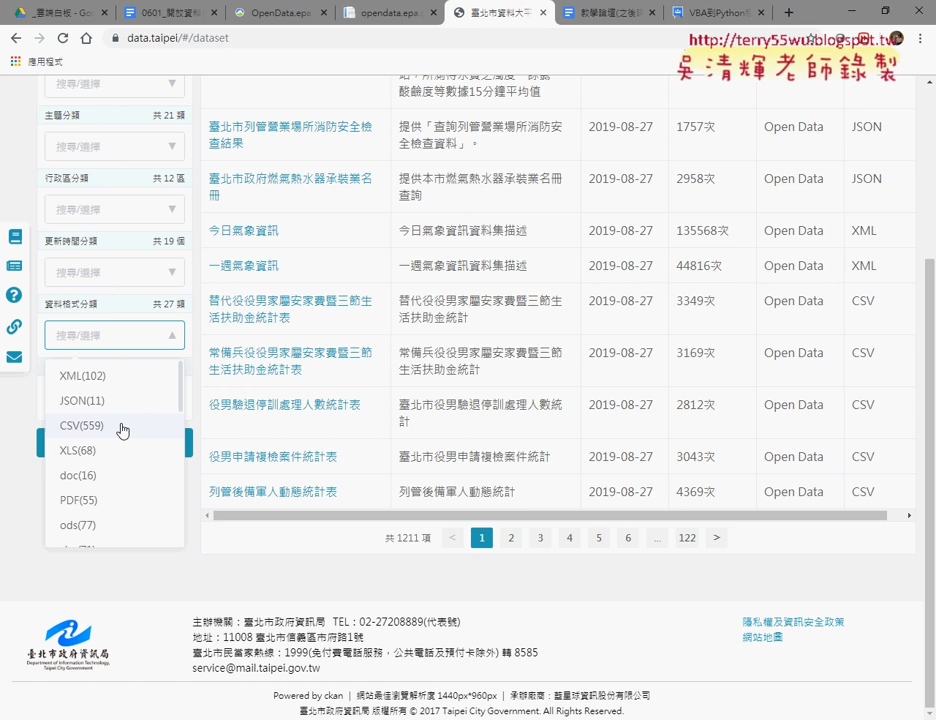 _雲端白板 - Goo
0601_開放資料
OpenData.epa
opendata.epa
臺北市資料大平
教學論壇(之後
VBA到Python
data.taipei/#/dataset
http://terry55wu.blogspot.tw
吳清輝老師錄製
應用程式
酸鹼度等數據15分鐘平均值
搜尋/選擇
主題分類 共 21 類
搜尋/選擇
行政區分類 共 12 區
搜尋/選擇
更新時間分類 共 19 個
搜尋/選擇
資料格式分類 共 27 類
搜尋/選擇
XML(102)
JSON(11)
CSV(559)
XLS(68)
doc(16)
PDF(55)
ods(77)
臺北市列管營業場所消防安全檢
查結果
提供「查詢列管營業場所消防安
全檢查資料」。
2019-08-27 1757次 Open Data JSON
臺北市政府燃氣熱水器承裝業名
冊
提供本市燃氣熱水器承裝業名冊
查詢
2019-08-27 2958次 Open Data JSON
今日氣象資訊 今日氣象資訊資料集描述 2019-08-27 135568次 Open Data XML
一週氣象資訊 一週氣象資訊資料集描述 2019-08-27 44816次 Open Data XML
替代役役男家屬安家費暨三節生
活扶助金統計表
替代役役男家屬安家費暨三節生
活扶助金統計
2019-08-27 3349次 Open Data CSV
常備兵役役男家屬安家費暨三節
生活扶助金統計表
常備兵役役男家屬安家費暨三節
生活扶助金統計
2019-08-27 3169次 Open Data CSV
役男驗退停訓處理人數統計表
臺北市役男驗退停訓處理人數統
計
2019-08-27 2812次 Open Data CSV
役男申請複檢案件統計表 臺北市役男申請複檢案件統計 2019-08-27 3043次 Open Data CSV
列管後備軍人動態統計表 列管後備軍人動態統計 2019-08-27 4369次 Open Data CSV
共 1211 項 < 1 2 3 4 5 6 ... 122 >
臺北市政府資訊局
Department of Information Technology,
Taipei City Government
主辦機關：臺北市政府資訊局 TEL：02-27208889(代表號)
地址：11008 臺北市信義區市府路1號
臺北市民當家熱線：1999(免付費電話服務，公共電話及預付卡除外) 轉 8585
service@mail.taipei.gov.tw
隱私權及資訊安全政策
網站地圖
Powered by ckan | 網站最佳瀏覽解析度 1440px*960px | 承辦廠商：藍星球資訊股份有限公司
臺北市政府資訊局 版權所有 © 2017 Taipei City Government. All Rights Reserved.